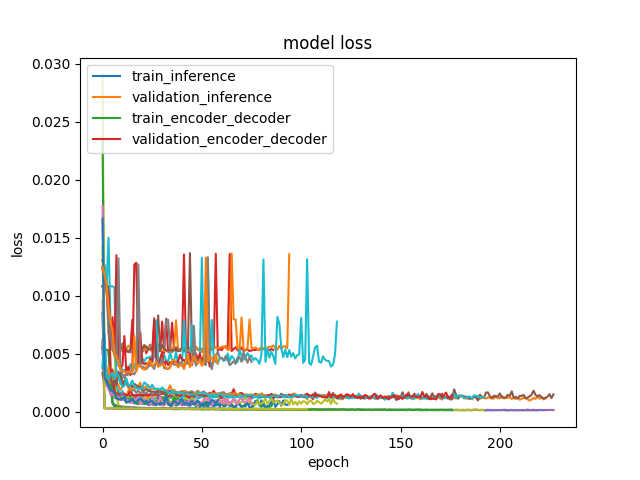 model loss
train_inference
validation_inference
train_encoder_decoder
validation_encoder_decoder
0.030
0.025
0.020
0.015
0.010
0.005
0.000
loss
0 50 100 150 200
epoch